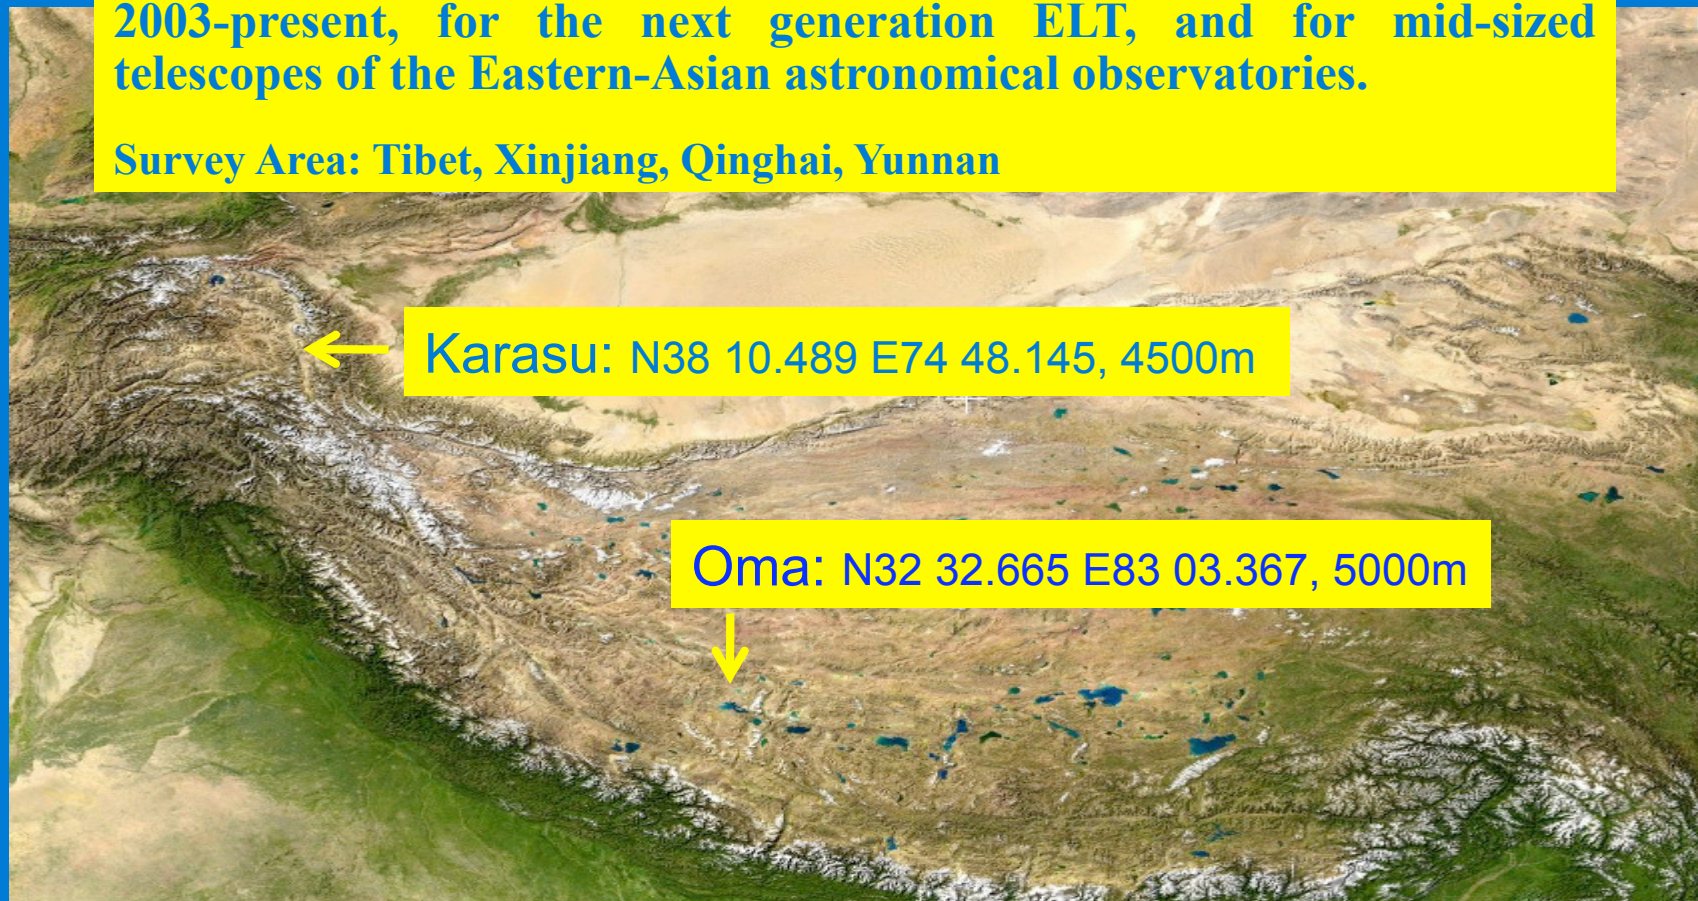 2003-present, for the next generation ELT, and for mid-sized
telescopes of the Eastern-Asian astronomical observatories.
Survey Area: Tibet, Xinjiang, Qinghai, Yunnan
Karasu: N38 10.489 E74 48.145, 4500m
Oma: N32 32.665 E83 03.367, 5000m